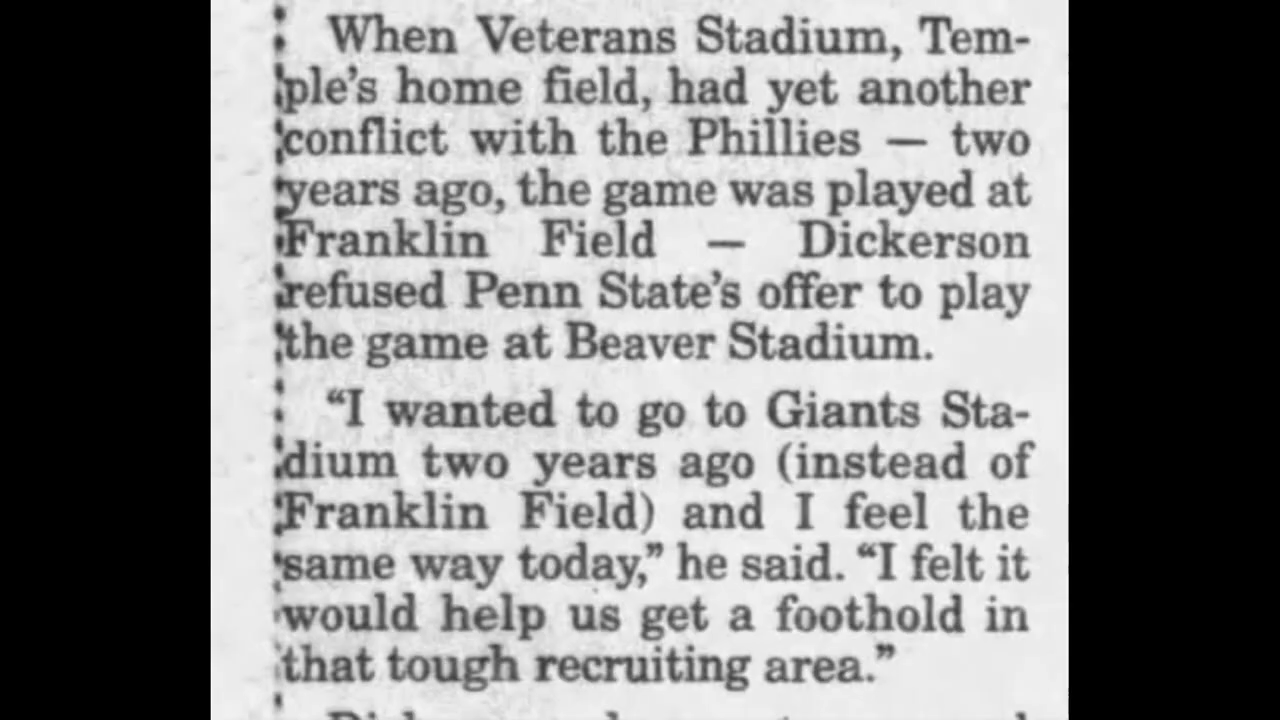 When Veterans Stadium, Tem-
ple's home field, had yet another
conflict with the Phillies — two
years ago, the game was played at
Franklin Field — Dickerson
refused Penn State's offer to play
the game at Beaver Stadium.
“I wanted to go to Giants Sta-
dium two years ago (instead of
Franklin Field) and I feel the
same way today,” he said. “I felt it
would help us get a foothold in
that tough recruiting area.”